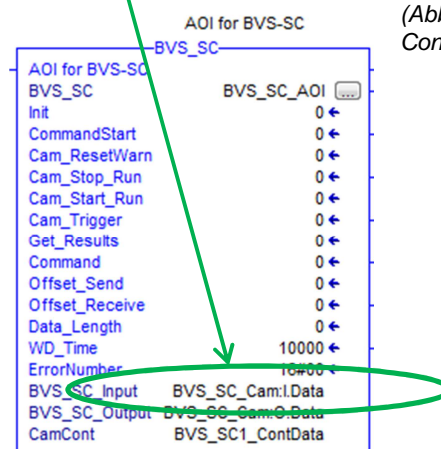 AOI for BVS-SC
(Abb
Con
BVS_SC
AOI for BVS-SC
BVS_SC BVS_SC_AOI ...
Init 0
CommandStart 0
Cam_ResetWarn 0
Cam_Stop_Run 0
Cam_Start_Run 0
Cam_Trigger 0
Get_Results 0
Command 0
Offset_Send 0
Offset_Receive 0
Data_Length 0
WD_Time 10000
ErrorNumber 16#00
BVS_SC_Input BVS_SC_Cam:I.Data
BVS_SC_Output BVS_SC_Cam:O.Data
CamCont BVS_SC1_ContData